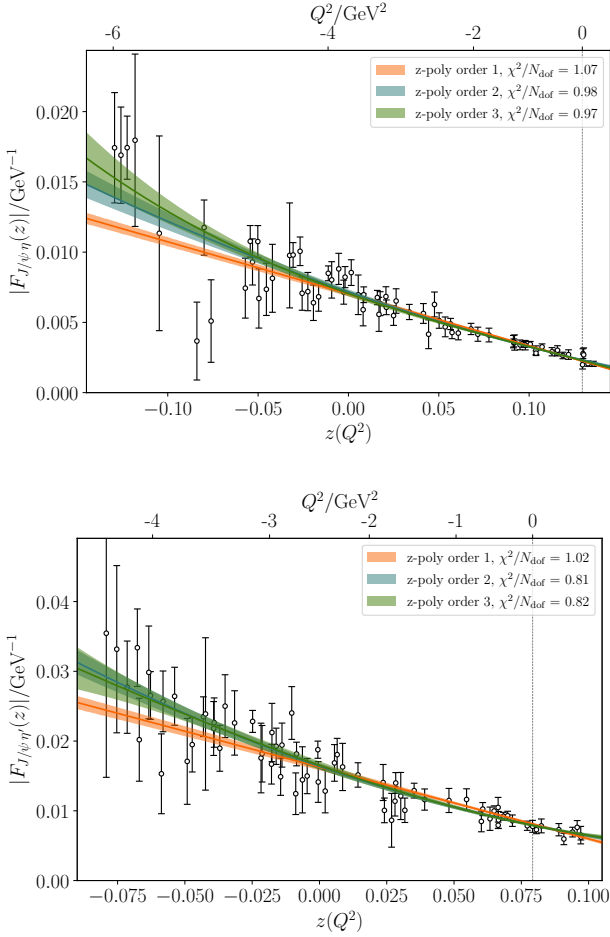 Q²/GeV²
-6 -4 -2 0
z-poly order 1, χ²/N_dof = 1.07
z-poly order 2, χ²/N_dof = 0.98
z-poly order 3, χ²/N_dof = 0.97
|F_{J/ψη}(z)|/GeV⁻¹
0.020
0.015
0.010
0.005
0.000
−0.10 −0.05 0.00 0.05 0.10
z(Q²)
Q²/GeV²
-4 -3 -2 -1 0
z-poly order 1, χ²/N_dof = 1.02
z-poly order 2, χ²/N_dof = 0.81
z-poly order 3, χ²/N_dof = 0.82
|F_{J/ψη′}(z)|/GeV⁻¹
0.04
0.03
0.02
0.01
0.00
−0.075 −0.050 −0.025 0.000 0.025 0.050 0.075 0.100
z(Q²)